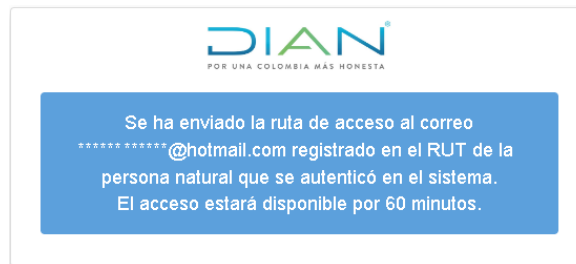 DIAN
POR UNA COLOMBIA MÁS HONESTA
Se ha enviado la ruta de acceso al correo
****** ******@hotmail.com registrado en el RUT de la
persona natural que se autenticó en el sistema.
El acceso estará disponible por 60 minutos.